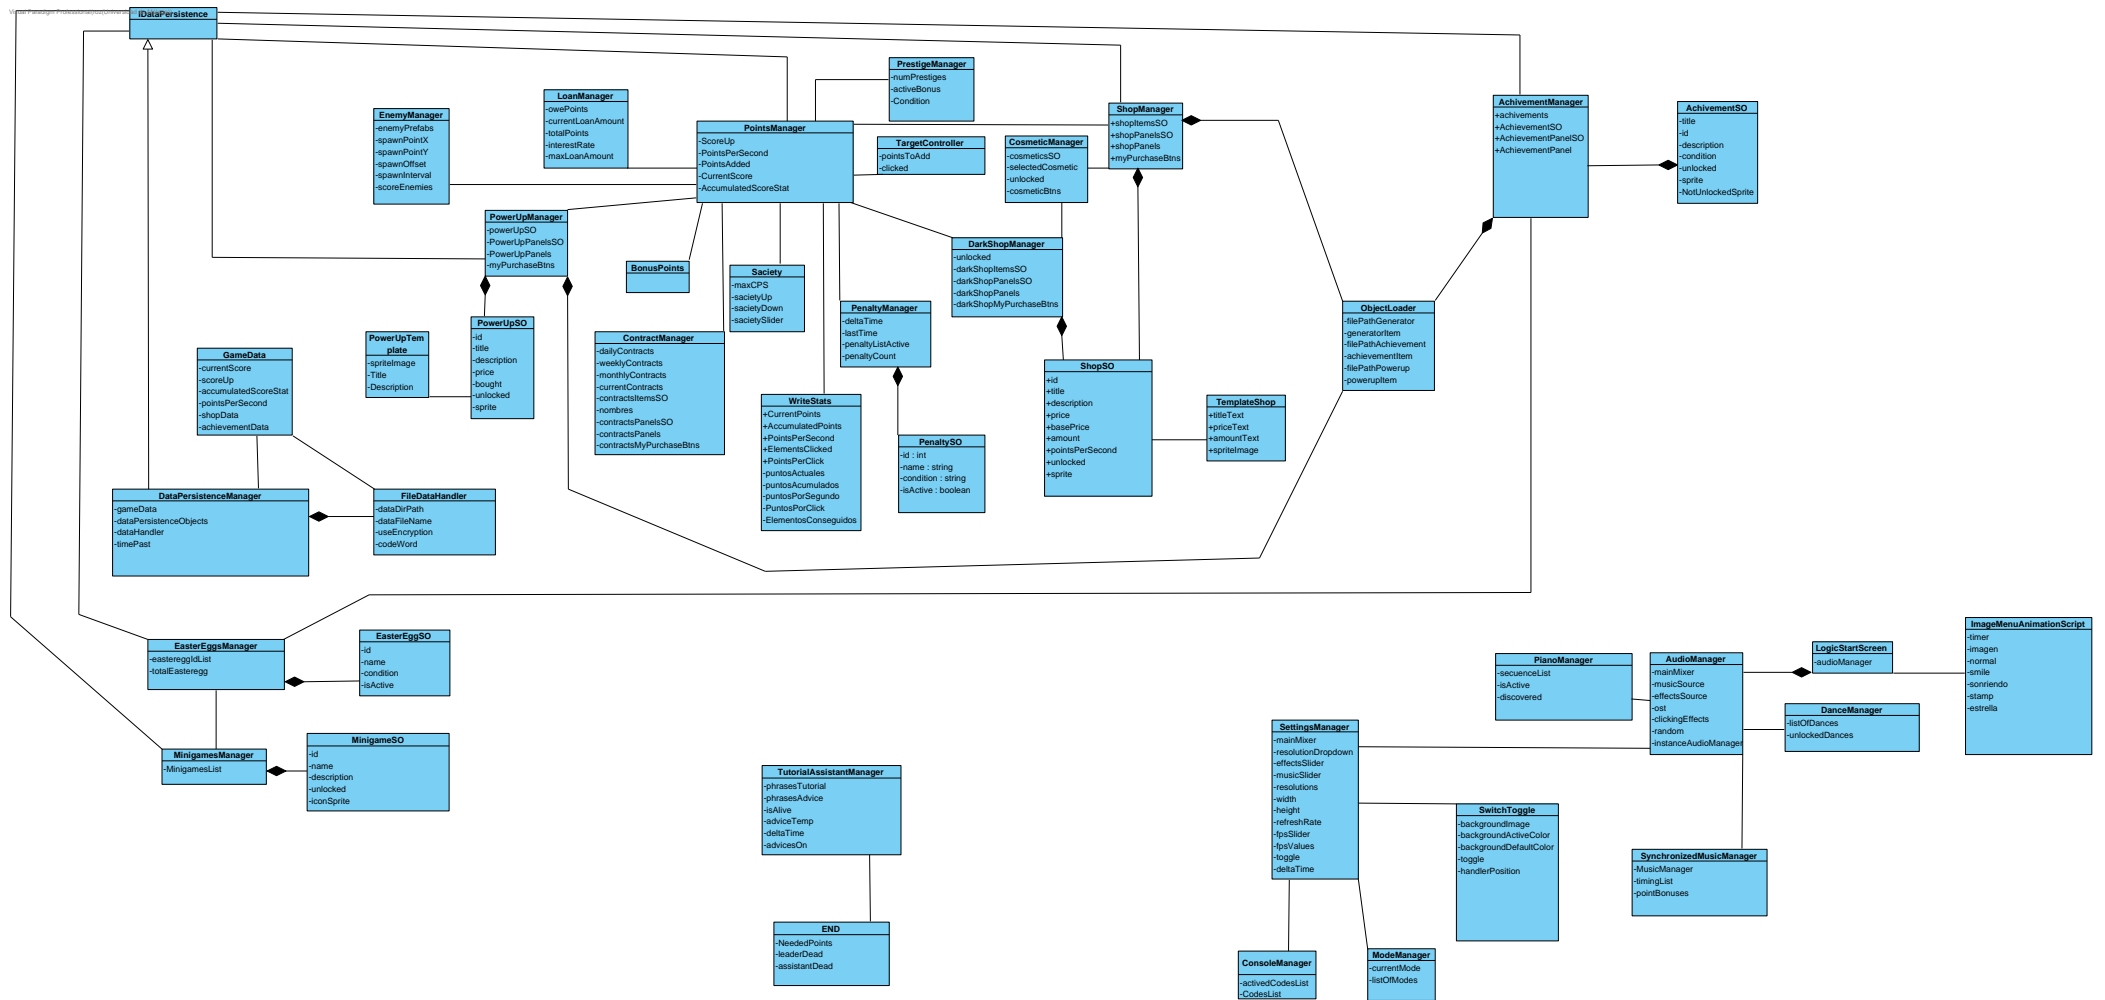 IDataPersistence
PrestigeManager
-numPrestiges
-activeBonus
-Condition
LoanManager
-owePoints
-currentLoanAmount
-totalPoints
-interestRate
-maxLoanAmount
EnemyManager
-enemyPrefabs
-spawnPointX
-spawnPointY
-spawnOffset
-spawnInterval
-scoreEnemies
PointsManager
-ScoreUp
-PointsPerSecond
-PointsAdded
-CurrentScore
-AccumulatedScoreStat
TargetController
-pointsToAdd
-clicked
CosmeticManager
-cosmeticsSO
-selectedCosmetic
-unlocked
-cosmeticBtns
ShopManager
+shopItemsSO
+shopPanelsSO
+shopPanels
+myPurchaseBtns
AchivementManager
+achivements
+AchievementSO
+AchievementPanelSO
+AchievementPanel
AchivementSO
-title
-id
-description
-condition
-unlocked
-sprite
-NotUnlockedSprite
PowerUpManager
-powerUpSO
-PowerUpPanelsSO
-PowerUpPanels
-myPurchaseBtns
BonusPoints
Saciety
-maxCPS
-sacietyUp
-sacietyDown
-sacietySlider
DarkShopManager
-unlocked
-darkShopItemsSO
-darkShopPanelsSO
-darkShopPanels
-darkShopMyPurchaseBtns
PenaltyManager
-deltaTime
-lastTime
-penaltyListActive
-penaltyCount
ObjectLoader
-filePathGenerator
-generatorItem
-filePathAchievement
-achievementItem
-filePathPowerup
-powerupItem
PowerUpTem
plate
-spriteImage
-Title
-Description
PowerUpSO
-id
-title
-description
-price
-bought
-unlocked
-sprite
ContractManager
-dailyContracts
-weeklyContracts
-monthlyContracts
-currentContracts
-contractsItemsSO
-nombres
-contractsPanelsSO
-contractsPanels
-contractsMyPurchaseBtns
GameData
-currentScore
-scoreUp
-accumulatedScoreStat
-pointsPerSecond
-shopData
-achievementData
ShopSO
+id
+title
+description
+price
+basePrice
+amount
+pointsPerSecond
+unlocked
+sprite
TemplateShop
+titleText
+priceText
+amountText
+spriteImage
WriteStats
+CurrentPoints
+AccumulatedPoints
+PointsPerSecond
+ElementsClicked
+PointsPerClick
-puntosActuales
-puntosAcumulados
-puntosPorSegundo
-PuntosPorClick
-ElementosConseguidos
PenaltySO
-id : int
-name : string
-condition : string
-isActive : boolean
DataPersistenceManager
-gameData
-dataPersistenceObjects
-dataHandler
-timePast
FileDataHandler
-dataDirPath
-dataFileName
-useEncryption
-codeWord
EasterEggsManager
-eastereggIdList
-totalEasteregg
EasterEggSO
-id
-name
-condition
-isActive
MinigamesManager
-MinigamesList
MinigameSO
-id
-name
-description
-unlocked
-iconSprite
PianoManager
-secuenceList
-isActive
-discovered
AudioManager
-mainMixer
-musicSource
-effectsSource
-ost
-clickingEffects
-random
-instanceAudioManager
LogicStartScreen
-audioManager
ImageMenuAnimationScript
-timer
-imagen
-normal
-smile
-sonriendo
-stamp
-estrella
DanceManager
-listOfDances
-unlockedDances
SettingsManager
-mainMixer
-resolutionDropdown
-effectsSlider
-musicSlider
-resolutions
-width
-height
-refreshRate
-fpsSlider
-fpsValues
-toggle
-deltaTime
TutorialAssistantManager
-phrasesTutorial
-phrasesAdvice
-isAlive
-adviceTemp
-deltaTime
-advicesOn
SwitchToggle
-backgroundImage
-backgroundActiveColor
-backgroundDefaultColor
-toggle
-handlerPosition
SynchronizedMusicManager
-MusicManager
-timingList
-pointBonuses
END
-NeededPoints
-leaderDead
-assistantDead
ConsoleManager
-activedCodesList
-CodesList
ModeManager
-currentMode
-listOfModes